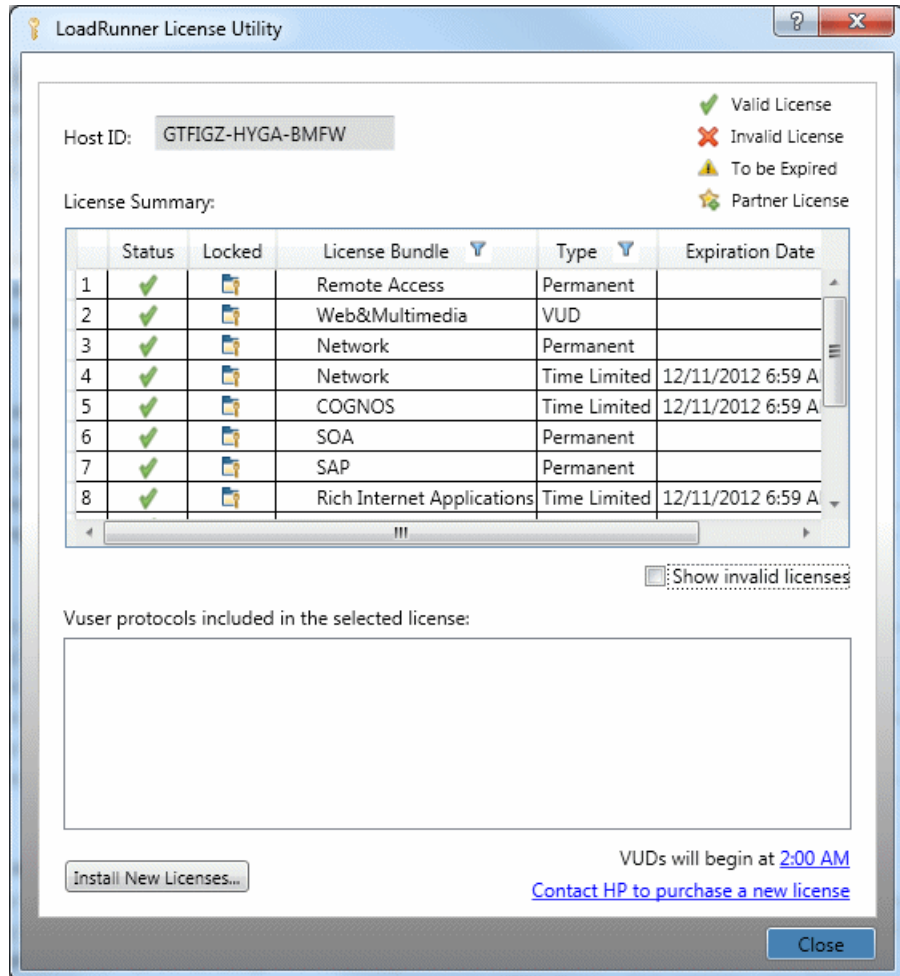 LoadRunner License Utility
Valid License
Host ID: GTFIGZ-HYGA-BMFW
Invalid License
To be Expired
License Summary:
Partner License
Status Locked License Bundle Type Expiration Date
1 Remote Access Permanent
2 Web&Multimedia VUD
3 Network Permanent
4 Network Time Limited 12/11/2012 6:59 A
5 COGNOS Time Limited 12/11/2012 6:59 A
6 SOA Permanent
7 SAP Permanent
8 Rich Internet Applications Time Limited 12/11/2012 6:59 A
Show invalid licenses
Vuser protocols included in the selected license:
VUDs will begin at 2:00 AM
Install New Licenses...
Contact HP to purchase a new license
Close